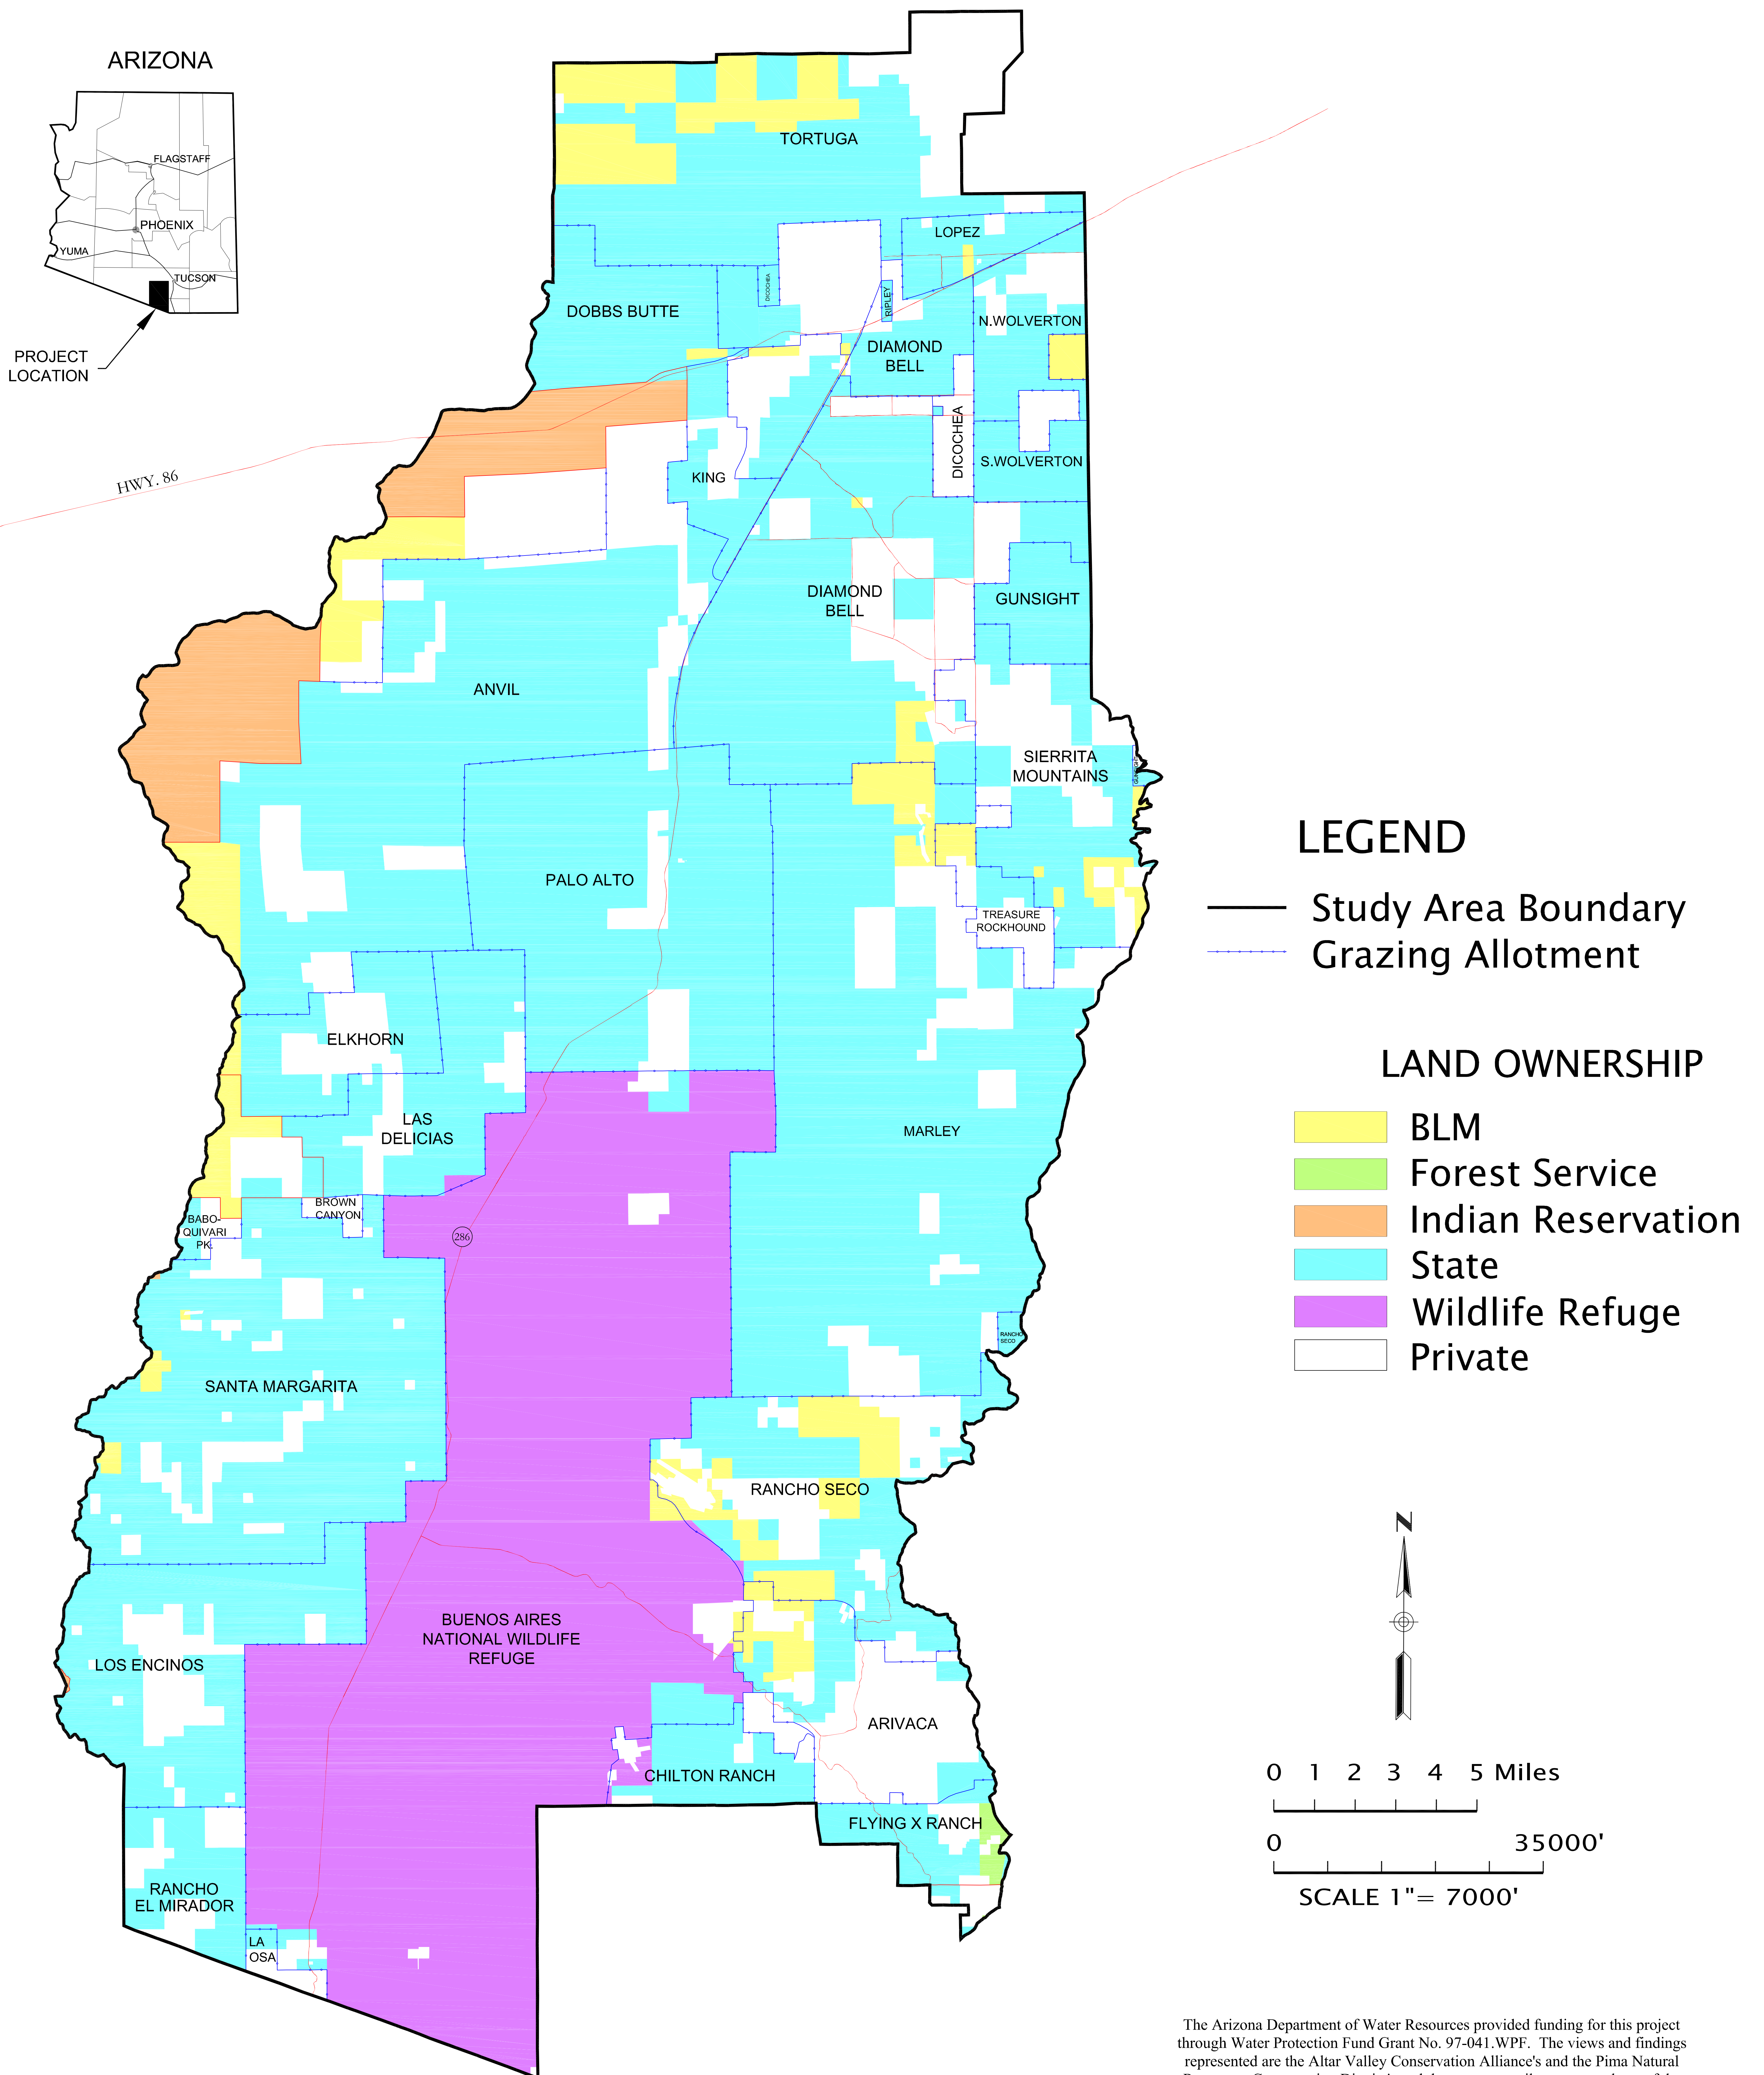 ARIZONA
FLAGSTAFF
PHOENIX
YUMA
TUCSON
PROJECT
LOCATION
HWY. 86
TORTUGA
LOPEZ
DICOCHEA
RIPLEY
DOBBS BUTTE
N.WOLVERTON
DIAMOND
BELL
DICOCHEA
S.WOLVERTON
KING
DIAMOND
BELL
GUNSIGHT
ANVIL
SIERRITA
MOUNTAINS
GUNSIGHT
PALO ALTO
TREASURE
ROCKHOUND
ELKHORN
LAS
DELICIAS
MARLEY
BROWN
CANYON
BABO-
QUIVARI
PK.
286
RANCHO
SECO
SANTA MARGARITA
RANCHO SECO
BUENOS AIRES
NATIONAL WILDLIFE
REFUGE
LOS ENCINOS
ARIVACA
CHILTON RANCH
FLYING X RANCH
RANCHO
EL MIRADOR
LA
OSA
LEGEND
Study Area Boundary
Grazing Allotment
LAND OWNERSHIP
BLM
Forest Service
Indian Reservation
State
Wildlife Refuge
Private
N
0 1 2 3 4 5 Miles
0 35000'
SCALE 1"= 7000'
The Arizona Department of Water Resources provided funding for this project
through Water Protection Fund Grant No. 97-041.WPF. The views and findings
represented are the Altar Valley Conservation Alliance's and the Pima Natural